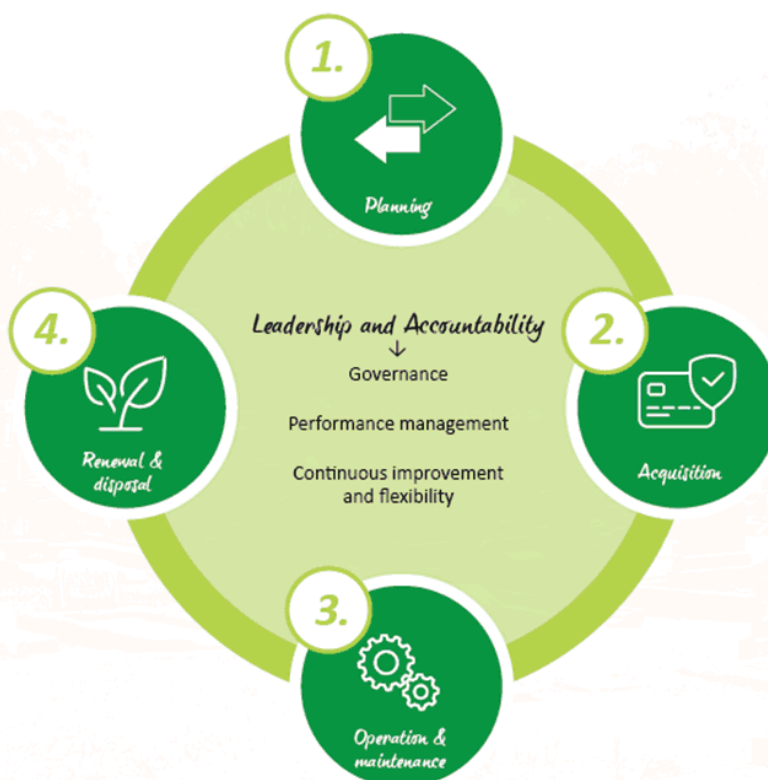 1.
Planning
Leadership and Accountability
↓
Governance
Performance management
Continuous improvement
and flexibility
2.
Acquisition
3.
Operation &
maintenance
4.
Renewal &
disposal